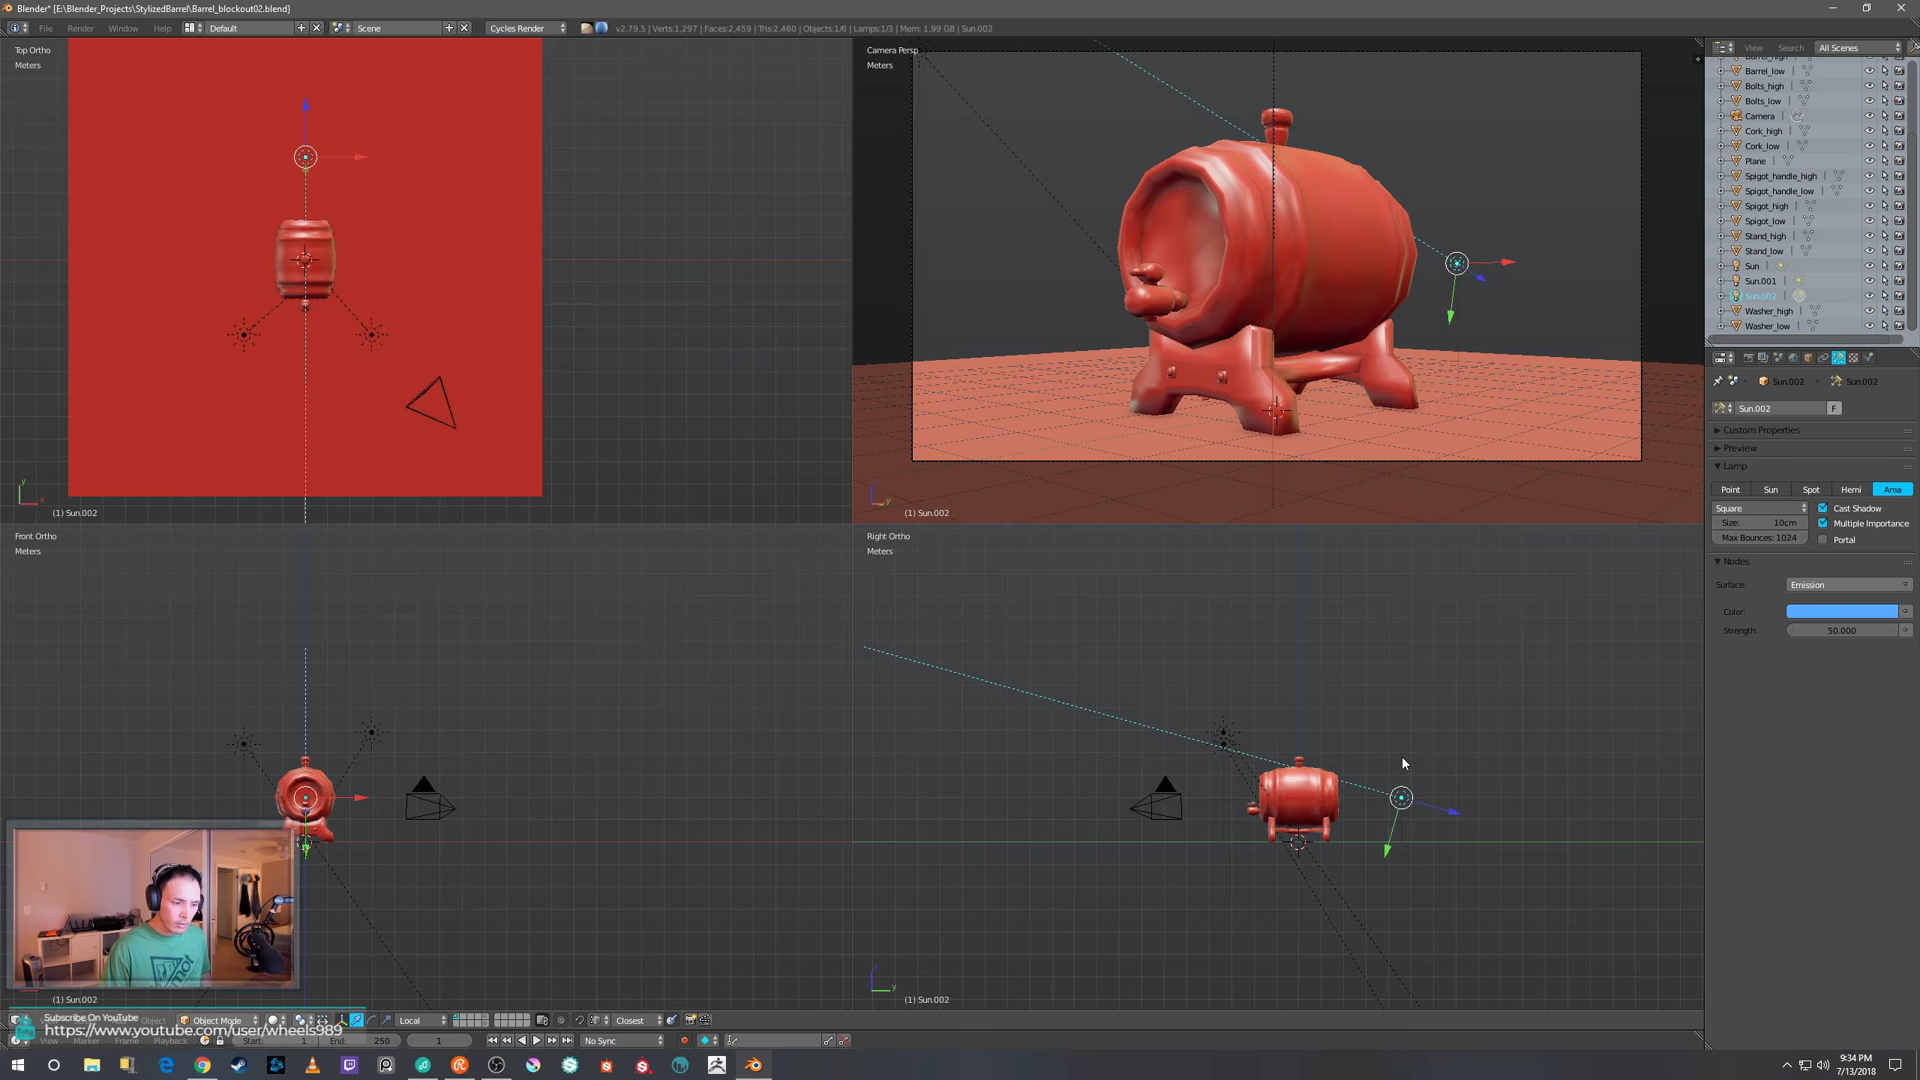 Blender* [E:\Blender_Projects\StylizedBarrel\Barrel_blockout02.blend]
File Render Window Help Default Scene Cycles Render v2.79.5 | Verts:1,297 | Faces:2,459 | Tris:2,460 | Objects:1/6 | Lamps:1/3 | Mem: 1.99 GB | Sun.002
Top Ortho
Meters
(1) Sun.002
Camera Persp
Meters
(1) Sun.002
Front Ortho
Meters
(1) Sun.002
Right Ortho
Meters
(1) Sun.002
View Search All Scenes
Barrel_high
Barrel_low
Bolts_high
Bolts_low
Camera
Cork_high
Cork_low
Plane
Spigot_handle_high
Spigot_handle_low
Spigot_high
Spigot_low
Stand_high
Stand_low
Sun
Sun.001
Sun.002
Washer_high
Washer_low
Sun.002 Sun.002
Sun.002 F
Custom Properties
Preview
Lamp
Point Sun Spot Hemi Area
Square Cast Shadow
Size: 10cm Multiple Importance
Max Bounces: 1024 Portal
Nodes
Surface: Emission
Color:
Strength: 50.000
Subscribe On YouTube
https://www.youtube.com/user/wheels989
Object Object Mode Local Closest
View Marker Frame Playback Start: 1 End: 250 1 No Sync
9:34 PM
7/13/2018